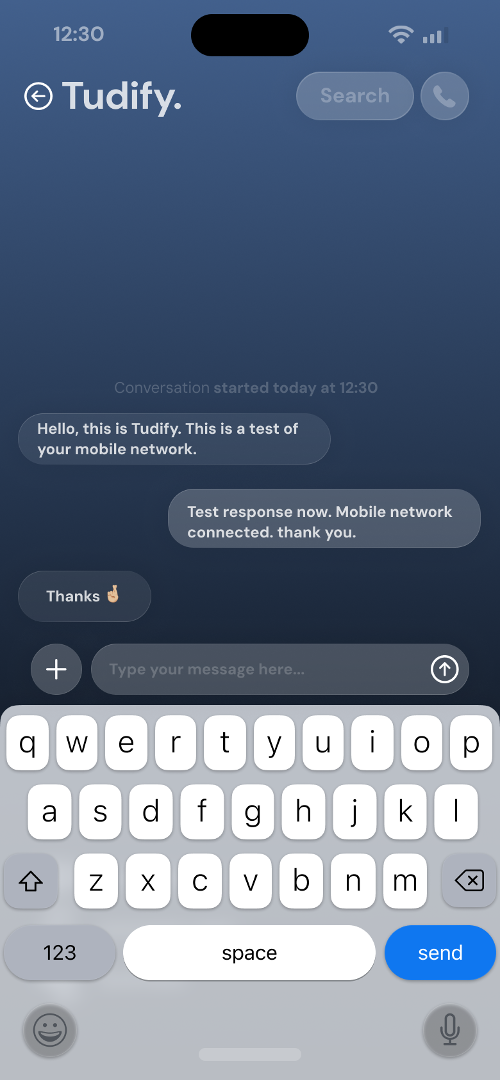 12:30
Tudify.
Search
Conversation started today at 12:30
Hello, this is Tudify. This is a test of
your mobile network.
Test response now. Mobile network
connected. thank you.
Thanks 🤞🏼
Type your message here...
q w e r t y u i o p
a s d f g h j k l
z x c v b n m
123 space send